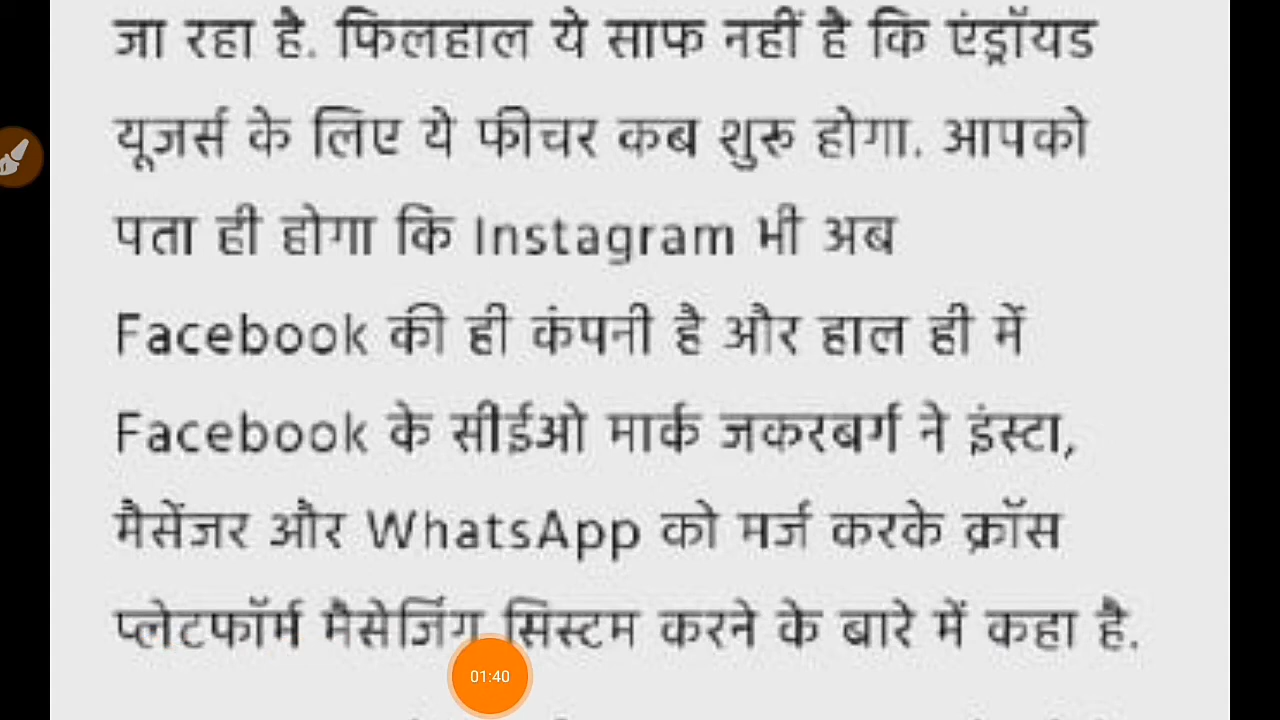 जा रहा है. फिलहाल ये साफ नहीं है कि एंड्रॉयड
यूजर्स के लिए ये फीचर कब शुरु होगा. आपको
पता ही होगा कि Instagram भी अब
Facebook की ही कंपनी है और हाल ही में
Facebook के सीईओ मार्क जकरबर्ग ने इंस्टा,
मैसेंजर और WhatsApp को मर्ज करके क्रॉस
प्लेटफॉर्म मैसेजिंग सिस्टम करने के बारे में कहा है.
01:40